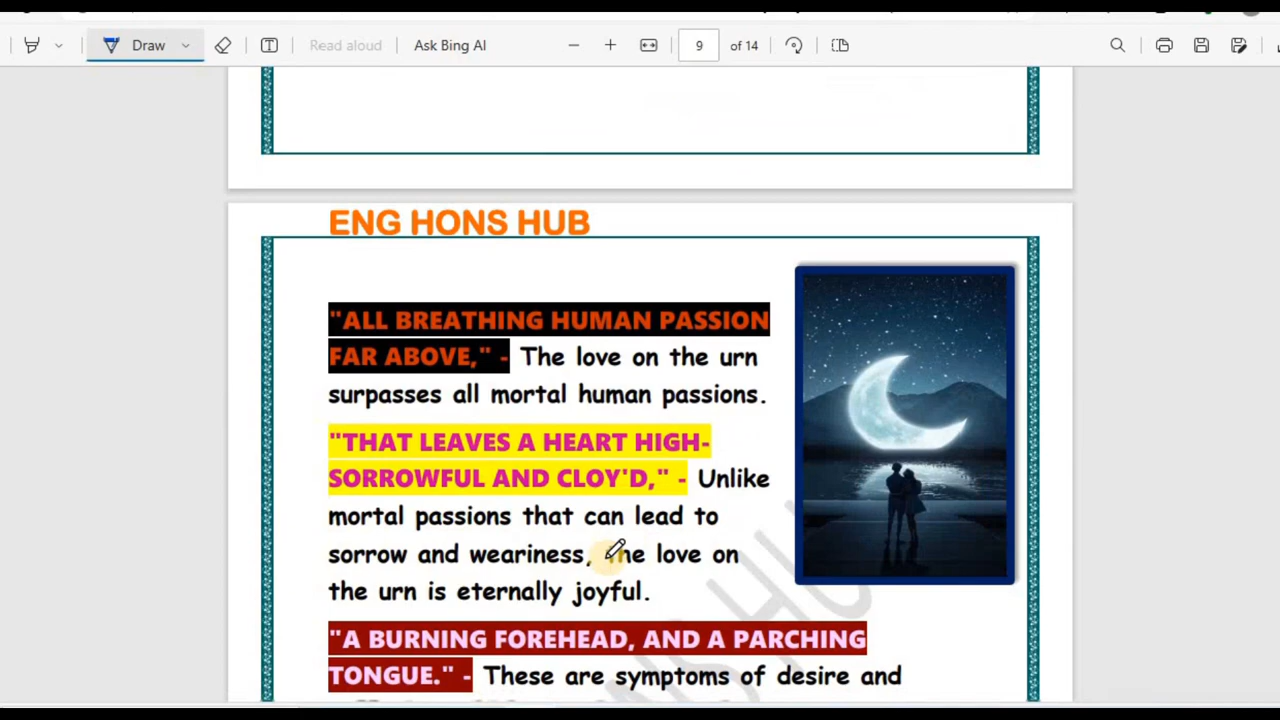 Draw
Read aloud
Ask Bing AI
9
of 14
ENG HONS HUB
"ALL BREATHING HUMAN PASSION
FAR ABOVE," - The love on the urn
surpasses all mortal human passions.
"THAT LEAVES A HEART HIGH-
SORROWFUL AND CLOY'D," - Unlike
mortal passions that can lead to
sorrow and weariness, the love on
the urn is eternally joyful.
"A BURNING FOREHEAD, AND A PARCHING
TONGUE." - These are symptoms of desire and